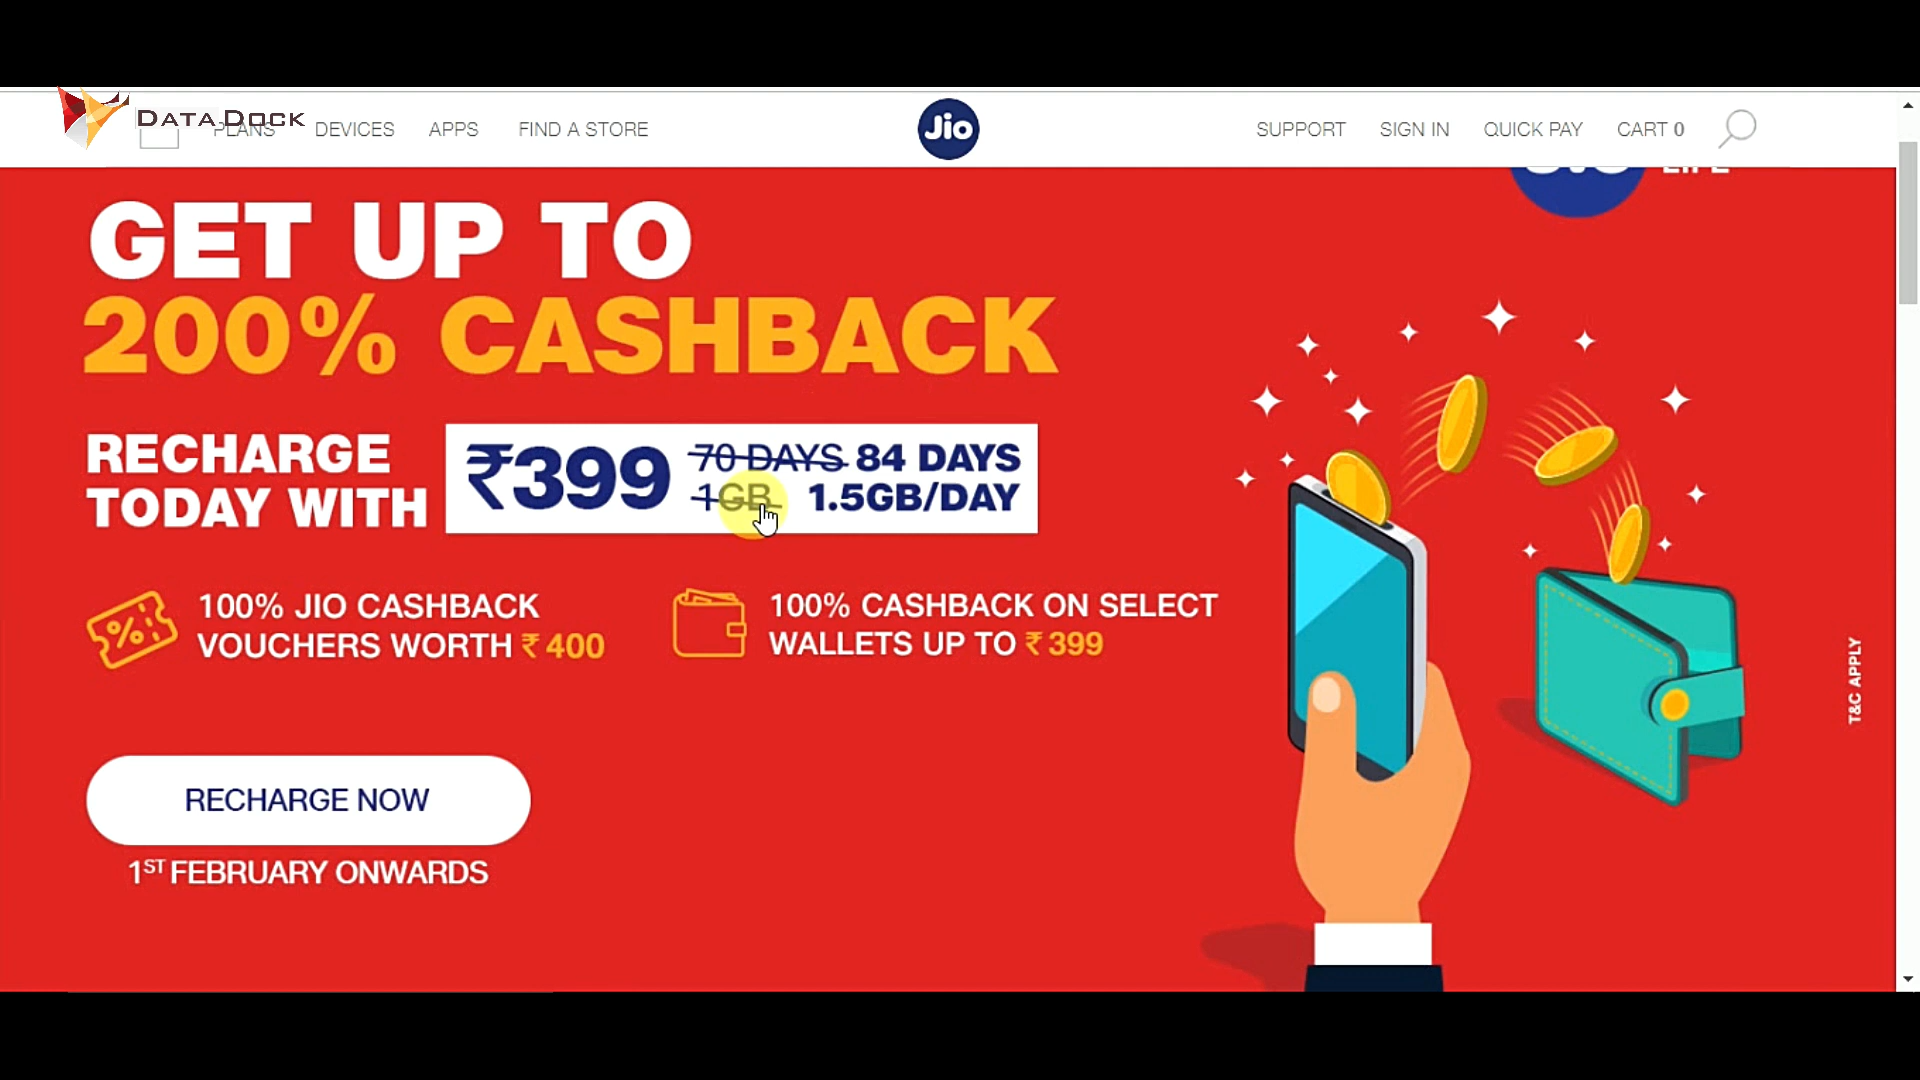 DATA DOCK
PLANS DEVICES APPS FIND A STORE Jio SUPPORT SIGN IN QUICK PAY CART 0
GET UP TO
200% CASHBACK
RECHARGE
TODAY WITH
₹399
70 DAYS 84 DAYS
1GB 1.5GB/DAY
100% JIO CASHBACK
VOUCHERS WORTH ₹400
100% CASHBACK ON SELECT
WALLETS UP TO ₹399
T&C APPLY
RECHARGE NOW
1ST FEBRUARY ONWARDS